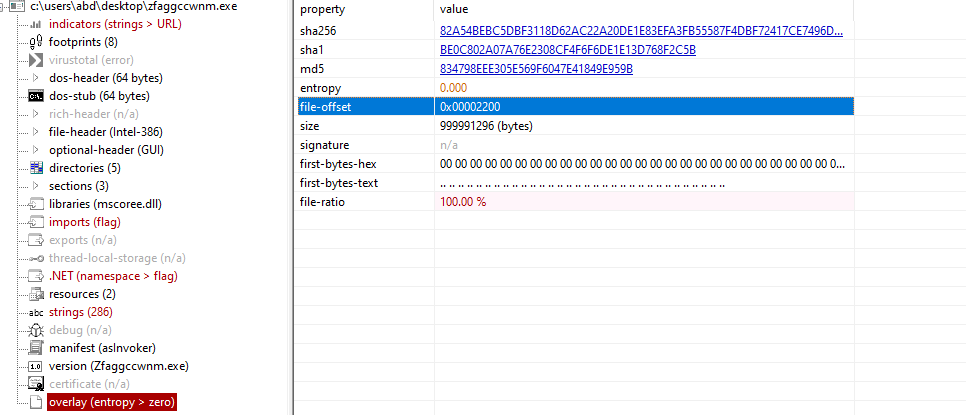 c:\users\abd\desktop\zfaggccwnm.exe
indicators (strings > URL)
footprints (8)
virustotal (error)
dos-header (64 bytes)
dos-stub (64 bytes)
rich-header (n/a)
file-header (Intel-386)
optional-header (GUI)
directories (5)
sections (3)
libraries (mscoree.dll)
imports (flag)
exports (n/a)
thread-local-storage (n/a)
.NET (namespace > flag)
resources (2)
abc strings (286)
debug (n/a)
manifest (asInvoker)
1.0 version (Zfaggccwnm.exe)
certificate (n/a)
overlay (entropy > zero)
property value
sha256 82A54BEBC5DBF3118D62AC22A20DE1E83EFA3FB55587F4DBF72417CE7496D...
sha1 BE0C802A07A76E2308CF4F6F6DE1E13D768F2C5B
md5 834798EEE305E569F6047E41849E959B
entropy 0.000
file-offset 0x00002200
size 999991296 (bytes)
signature n/a
first-bytes-hex 00 00 00 00 00 00 00 00 00 00 00 00 00 00 00 00 00 00 00 00 00 00 00 00 00 00 0...
first-bytes-text .. .. .. .. .. .. .. .. .. .. .. .. .. .. .. .. .. .. .. .. .. .. .. .. .. .. .. .. .. .. .. ..
file-ratio 100.00 %